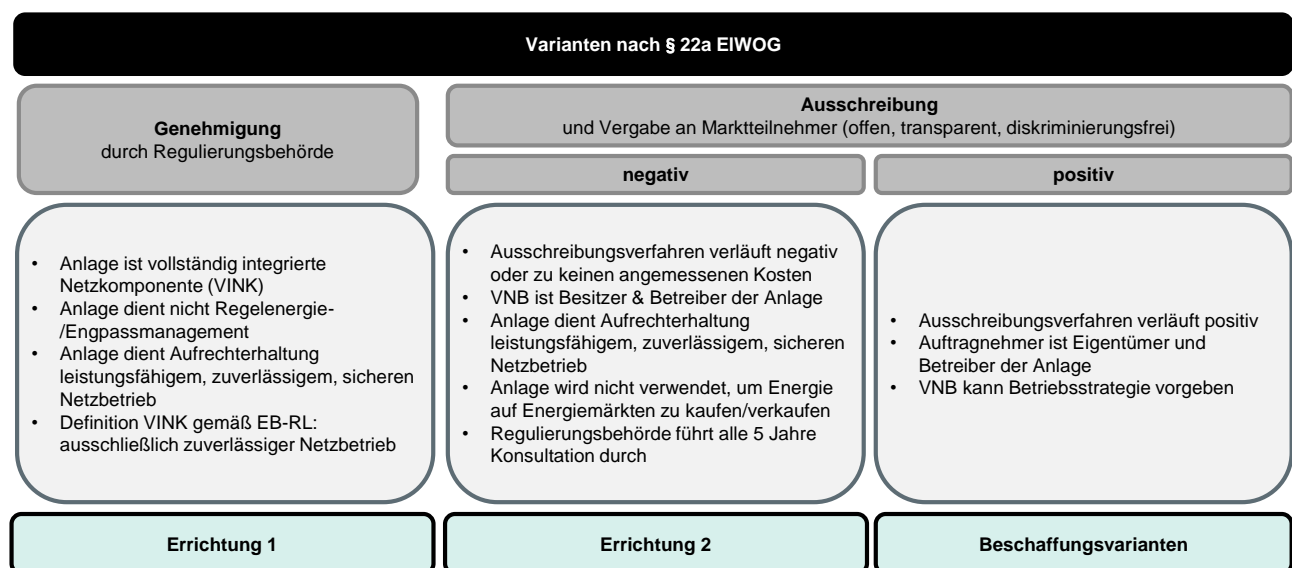 Varianten nach § 22a ElWOG
Genehmigung
durch Regulierungsbehörde
Ausschreibung
und Vergabe an Marktteilnehmer (offen, transparent, diskriminierungsfrei)
negativ
positiv
• Anlage ist vollständig integrierte
Netzkomponente (VINK)
• Anlage dient nicht Regelenergie-
/Engpassmanagement
• Anlage dient Aufrechterhaltung
leistungsfähigem, zuverlässigem, sicheren
Netzbetrieb
• Definition VINK gemäß EB-RL:
ausschließlich zuverlässiger Netzbetrieb
• Ausschreibungsverfahren verläuft negativ
oder zu keinen angemessenen Kosten
• VNB ist Besitzer & Betreiber der Anlage
• Anlage dient Aufrechterhaltung
leistungsfähigem, zuverlässigem, sicheren
Netzbetrieb
• Anlage wird nicht verwendet, um Energie
auf Energiemärkten zu kaufen/verkaufen
• Regulierungsbehörde führt alle 5 Jahre
Konsultation durch
• Ausschreibungsverfahren verläuft positiv
• Auftragnehmer ist Eigentümer und
Betreiber der Anlage
• VNB kann Betriebsstrategie vorgeben
Errichtung 1
Errichtung 2
Beschaffungsvarianten